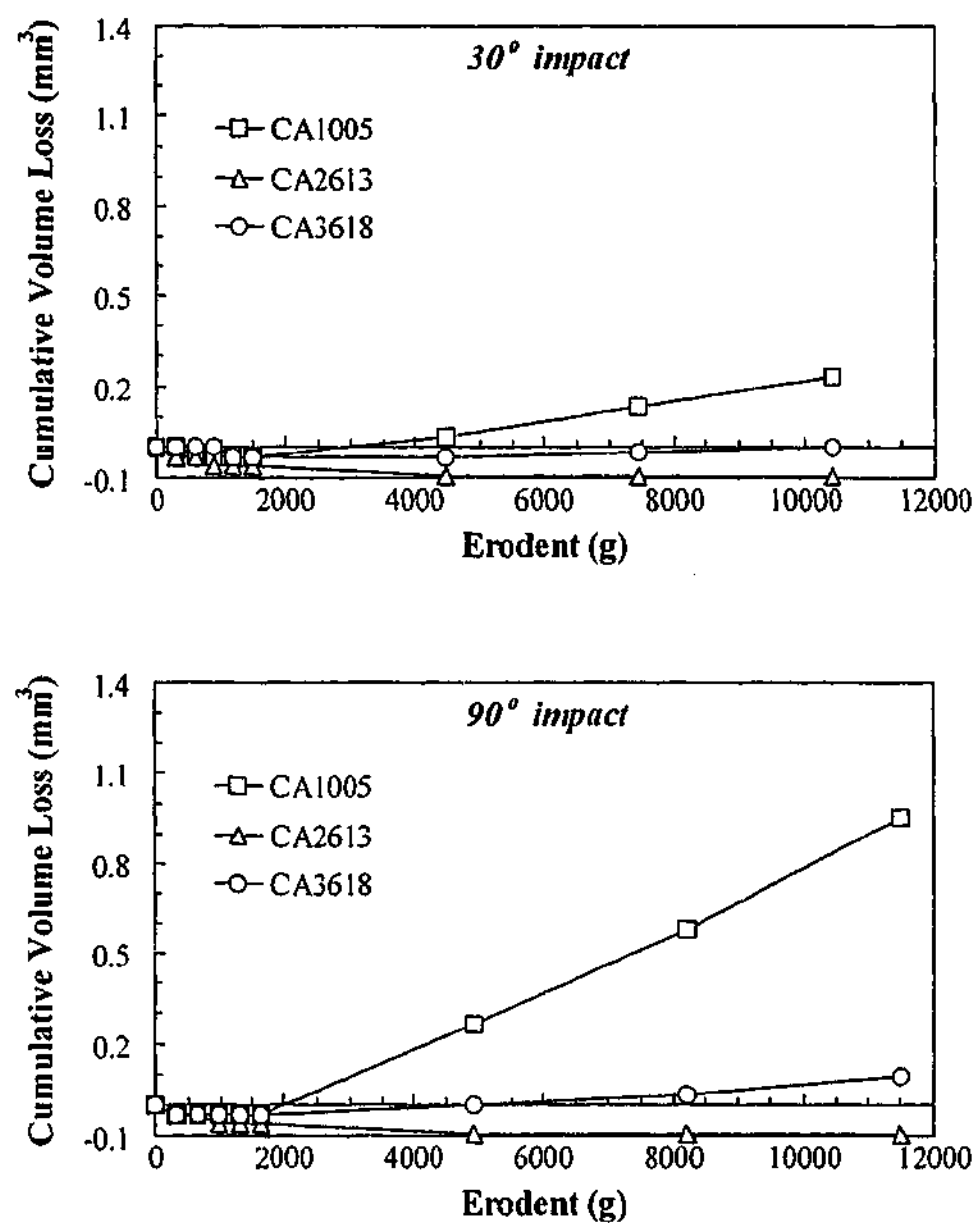 Cumulative Volume Loss (mm³)
1.4
1.1
0.8
0.5
0.2
-0.1
30° impact
CA1005
CA2613
CA3618
0 2000 4000 6000 8000 10000 12000
Erodent (g)
Cumulative Volume Loss (mm³)
1.4
1.1
0.8
0.5
0.2
-0.1
90° impact
CA1005
CA2613
CA3618
0 2000 4000 6000 8000 10000 12000
Erodent (g)